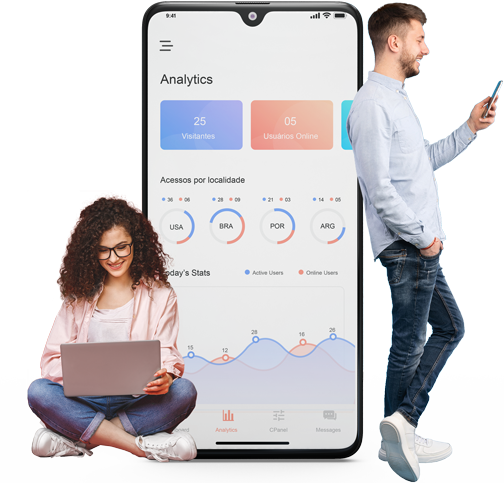 9:41
Analytics
25
Visitantes
05
Usuários Online
Acessos por localidade
36 06 28 09 21 03 14 05
USA BRA POR ARG
Today's Stats Active Users Online Users
15 12 28 16 26
Analytics CPanel Messages